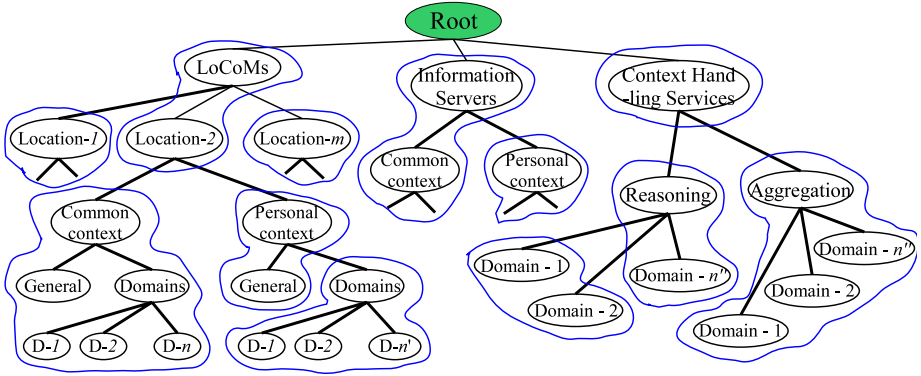 Root
LoCoMs
Information
Servers
Context Hand
-ling Services
Location-1
Location-2
Location-m
Common
context
Personal
context
Reasoning
Aggregation
Common
context
Personal
context
General
Domains
General
Domains
D-1
D-2
D-n
D-1
D-2
D-n'
Domain - 1
Domain - 2
Domain - n"
Domain - n"
Domain - 2
Domain - 1